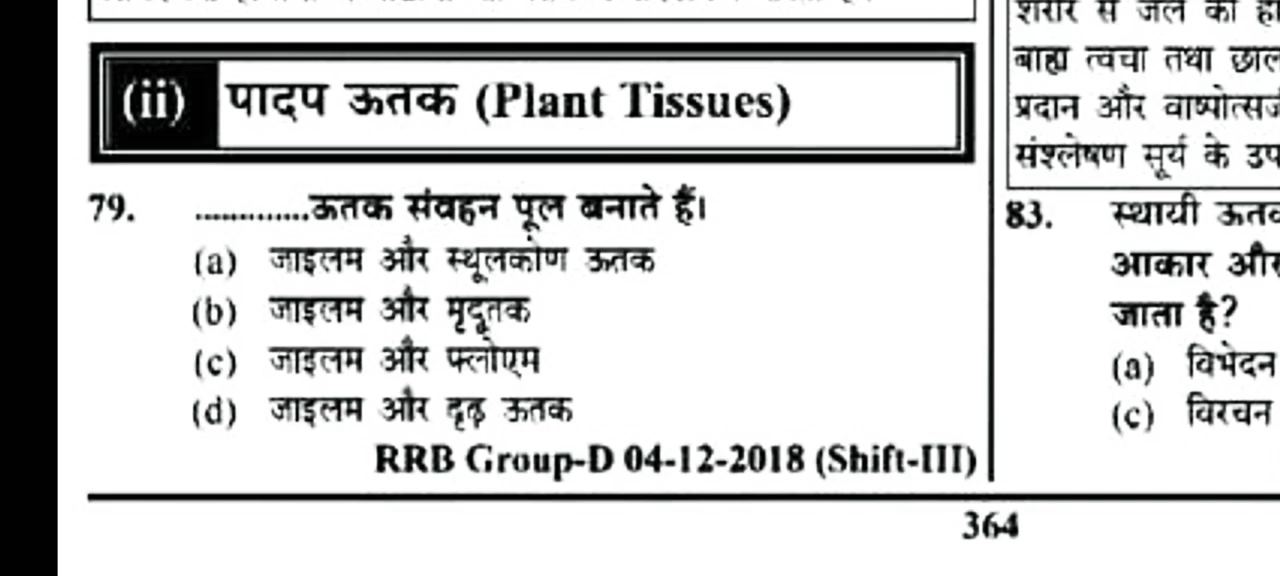 (ii) पादप ऊतक (Plant Tissues)
79. .............ऊतक संवहन पूल बनाते हैं।
(a) जाइलम और स्थूलकोण ऊतक
(b) जाइलम और मृदूतक
(c) जाइलम और फ्लोएम
(d) जाइलम और दृढ़ ऊतक
RRB Group-D 04-12-2018 (Shift-III)
शरीर से जल की
बाह्य त्वचा तथा
प्रदान और
संश्लेषण सूर्य के
83. स्थायी
आकार और
जाता है?
(a) विभेदन
(c) विरचन
364